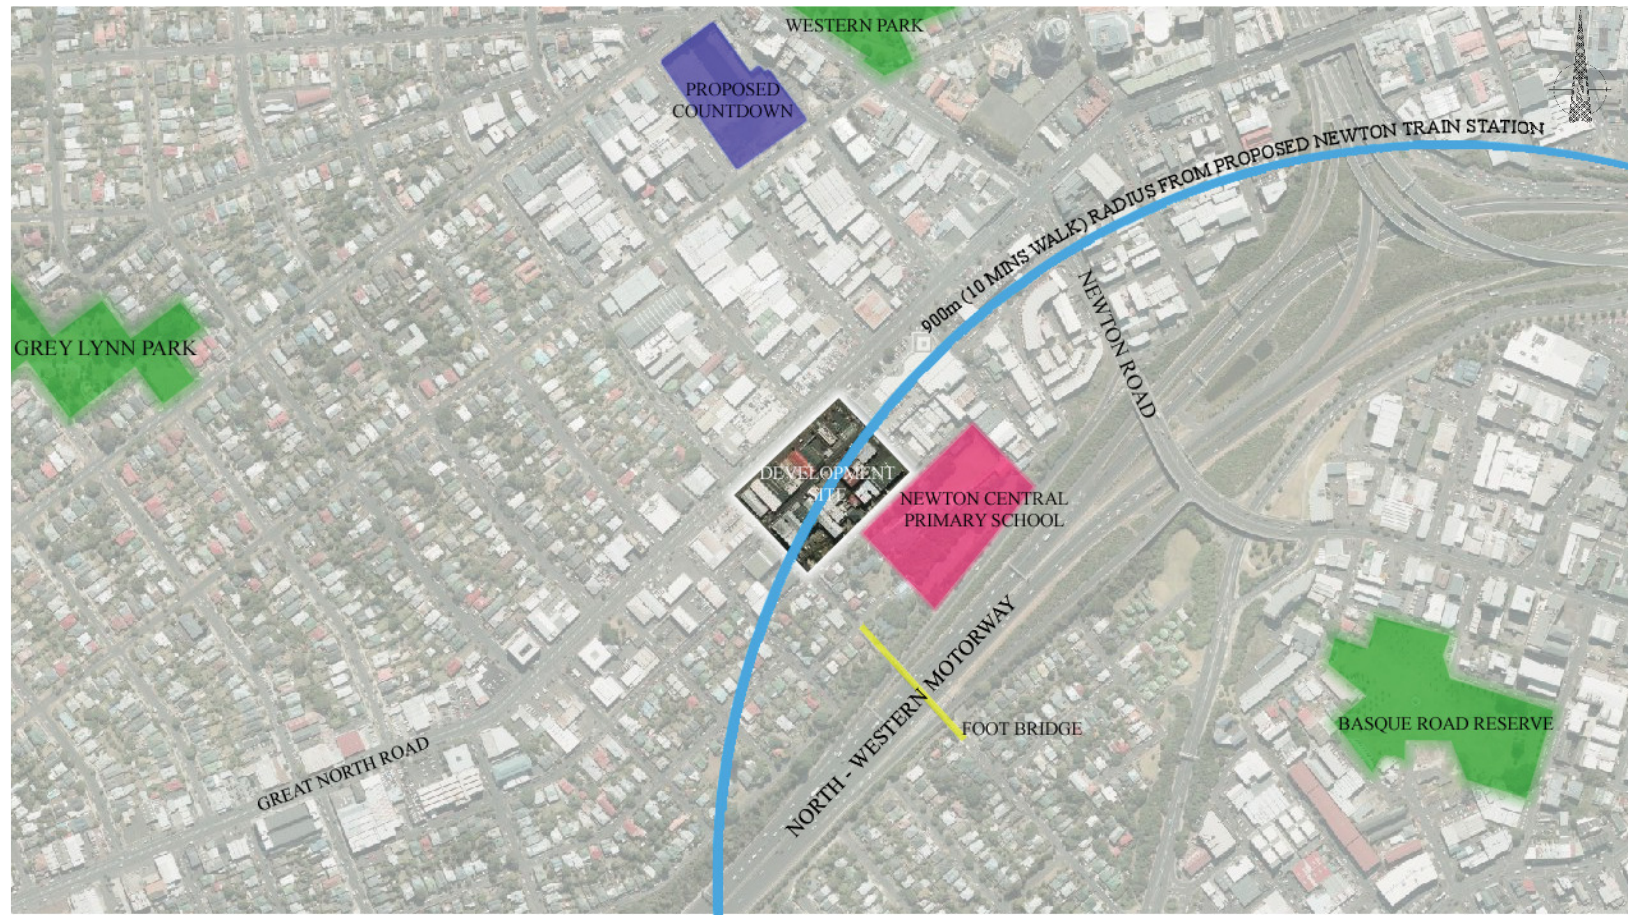 WESTERN PARK
PROPOSED
COUNTDOWN
900m (10 MINS WALK) RADIUS FROM PROPOSED NEWTON TRAIN STATION
NEWTON ROAD
GREY LYNN PARK
DEVELOPMENT
SITE
NEWTON CENTRAL
PRIMARY SCHOOL
NORTH - WESTERN MOTORWAY
FOOT BRIDGE
BASQUE ROAD RESERVE
GREAT NORTH ROAD